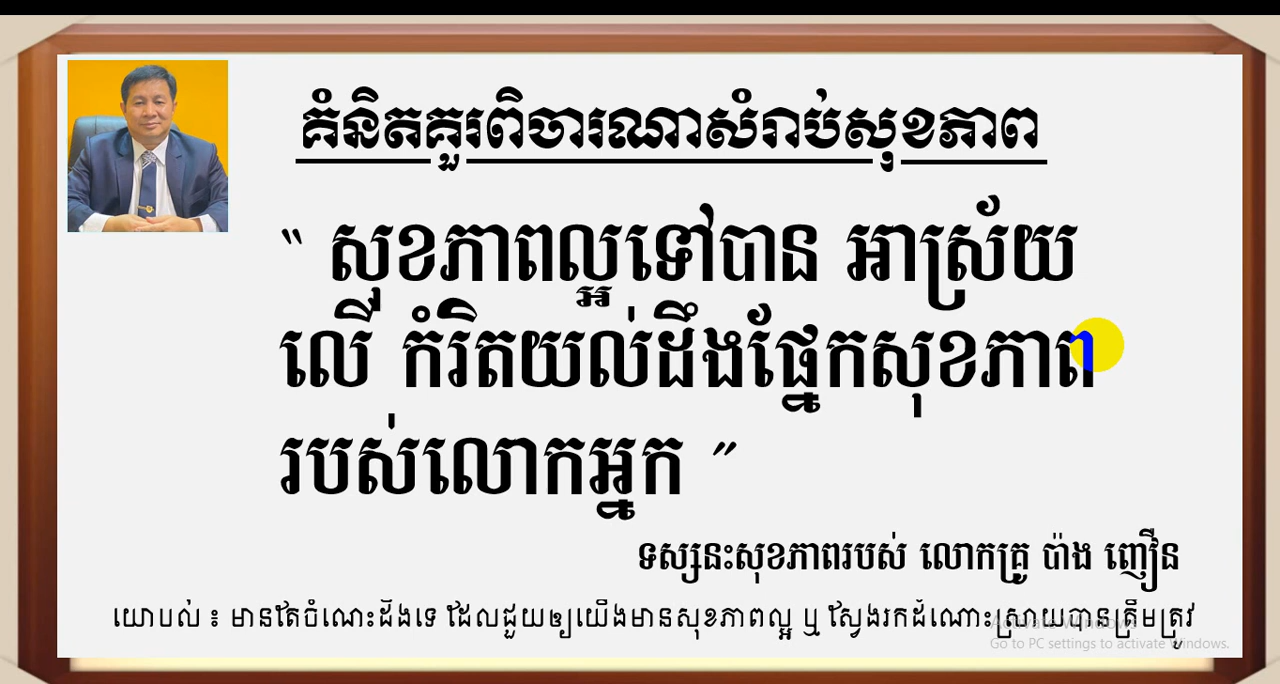 គំនិតគួរពិចារណាសំរាប់សុខភាព
“ សុខភាពល្អទៅបាន អាស្រ័យ
លើ កំរិតយល់ដឹងផ្នែកសុខភាព
របស់លោកអ្នក ”
ទស្សនះសុខភាពរបស់ លោកគ្រូ ប៉ាង ញឿន
យោបល់ ៖ មានតែចំណេះដឹងទេ ដែលជួយឲ្យយើងមានសុខភាពល្អ ឬ ស្វែងរកដំណោះស្រាយបានត្រឹមត្រូវ
Activate Windows
Go to PC settings to activate Windows.